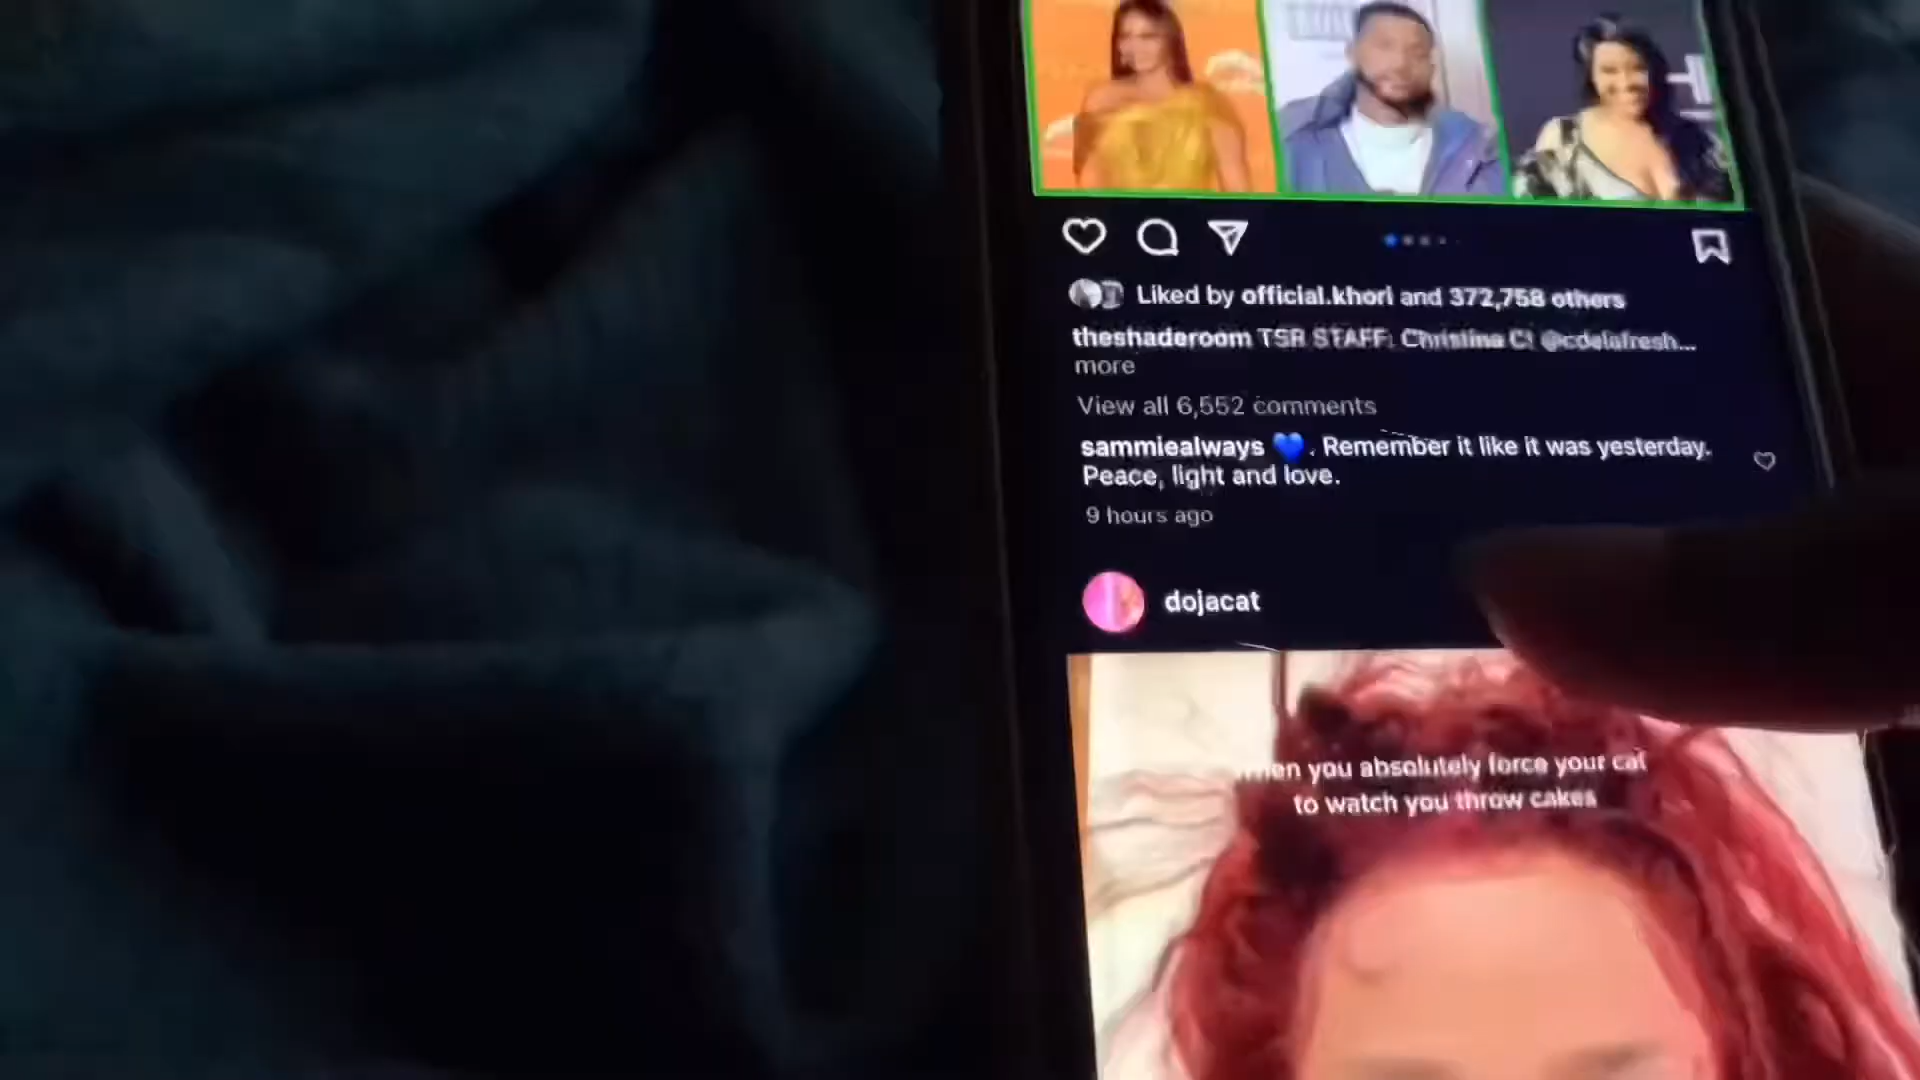 Liked by official.khori and 372,758 others
theshaderoom TSR STAFF: Christina C! @cdelafresh...
more
View all 6,552 comments
sammiealways 💙. Remember it like it was yesterday.
Peace, light and love.
9 hours ago
dojacat
you absolutely force your cat
to watch you throw cakes